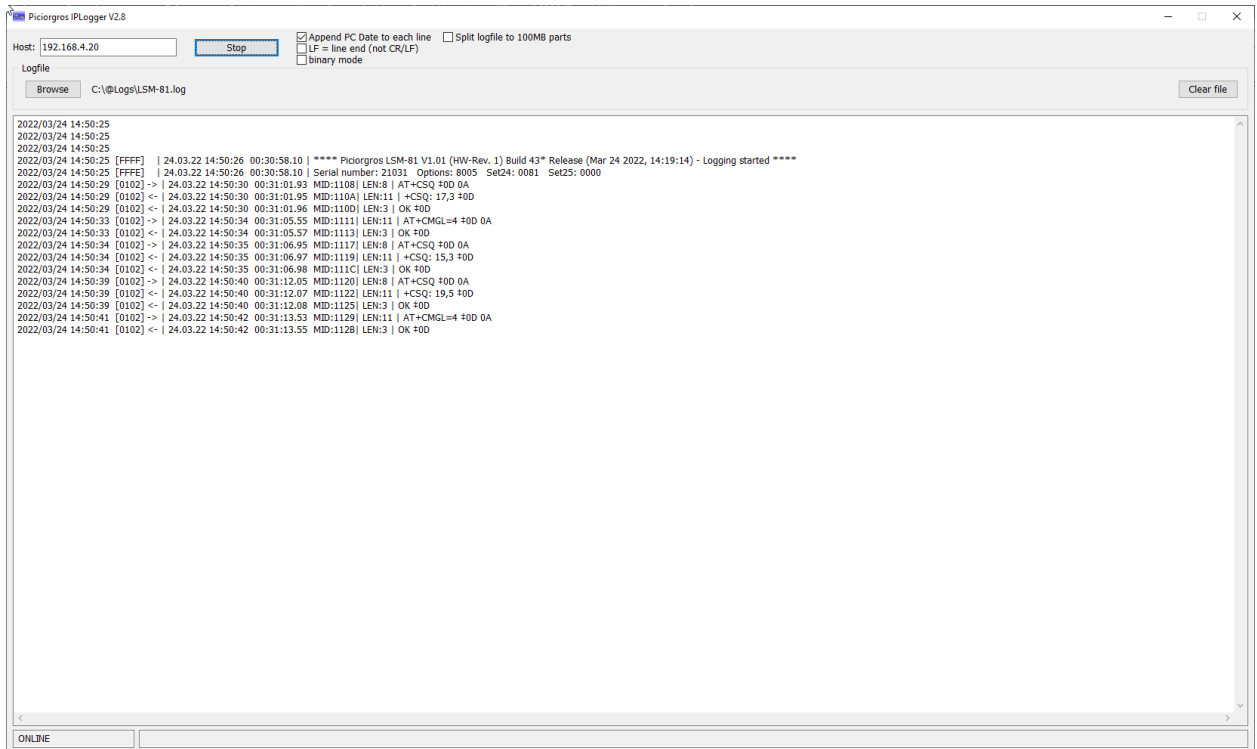 Piciorgros IPLogger V2.8
Host: 192.168.4.20 Stop Append PC Date to each line Split logfile to 100MB parts
LF = line end (not CR/LF)
binary mode
Logfile
Browse C:\@Logs\LSM-81.log Clear file
2022/03/24 14:50:25
2022/03/24 14:50:25
2022/03/24 14:50:25
2022/03/24 14:50:25 [FFFF] | 24.03.22 14:50:26 00:30:58.10 | **** Piciorgros LSM-81 V1.01 (HW-Rev. 1) Build 43* Release (Mar 24 2022, 14:19:14) - Logging started ****
2022/03/24 14:50:25 [FFFE] | 24.03.22 14:50:26 00:30:58.10 | Serial number: 21031 Options: 8005 Set24: 0081 Set25: 0000
2022/03/24 14:50:29 [0102] -> | 24.03.22 14:50:30 00:31:01.93 MID:1108| LEN:8 | AT+CSQ ‡0D 0A
2022/03/24 14:50:29 [0102] <- | 24.03.22 14:50:30 00:31:01.95 MID:110A| LEN:11 | +CSQ: 17,3 ‡0D
2022/03/24 14:50:29 [0102] <- | 24.03.22 14:50:30 00:31:01.96 MID:110D| LEN:3 | OK ‡0D
2022/03/24 14:50:33 [0102] -> | 24.03.22 14:50:34 00:31:05.55 MID:1111| LEN:11 | AT+CMGL=4 ‡0D 0A
2022/03/24 14:50:33 [0102] <- | 24.03.22 14:50:34 00:31:05.57 MID:1113| LEN:3 | OK ‡0D
2022/03/24 14:50:34 [0102] -> | 24.03.22 14:50:35 00:31:06.95 MID:1117| LEN:8 | AT+CSQ ‡0D 0A
2022/03/24 14:50:34 [0102] <- | 24.03.22 14:50:35 00:31:06.97 MID:1119| LEN:11 | +CSQ: 15,3 ‡0D
2022/03/24 14:50:34 [0102] <- | 24.03.22 14:50:35 00:31:06.98 MID:111C| LEN:3 | OK ‡0D
2022/03/24 14:50:39 [0102] -> | 24.03.22 14:50:40 00:31:12.05 MID:1120| LEN:8 | AT+CSQ ‡0D 0A
2022/03/24 14:50:39 [0102] <- | 24.03.22 14:50:40 00:31:12.07 MID:1122| LEN:11 | +CSQ: 19,5 ‡0D
2022/03/24 14:50:39 [0102] <- | 24.03.22 14:50:40 00:31:12.08 MID:1125| LEN:3 | OK ‡0D
2022/03/24 14:50:41 [0102] -> | 24.03.22 14:50:42 00:31:13.53 MID:1129| LEN:11 | AT+CMGL=4 ‡0D 0A
2022/03/24 14:50:41 [0102] <- | 24.03.22 14:50:42 00:31:13.55 MID:112B| LEN:3 | OK ‡0D
ONLINE